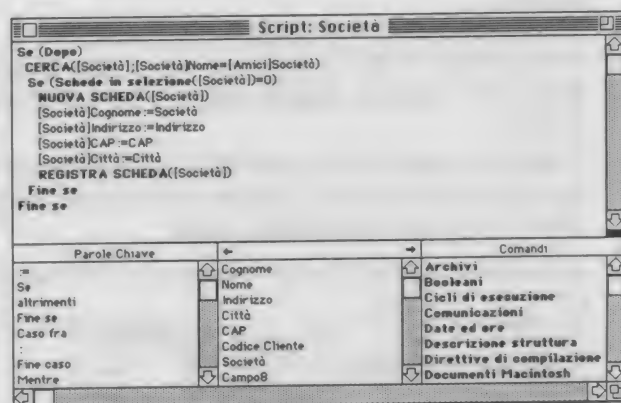 Script: Società
Se (Dopo)
CERCA([Società];[Società]Nome=[Amici]Società)
Se (Schede in selezione([Società])=0)
NUOVA SCHEDA([Società])
[Società]Cognome:=Società
[Società]Indirizzo:=Indirizzo
[Società]CAP:=CAP
[Società]Città:=Città
REGISTRA SCHEDA([Società])
Fine se
Fine se
Parole Chiave
:=
Se
altrimenti
Fine se
Caso fra
:
Fine caso
Mentre
Cognome
Nome
Indirizzo
Città
CAP
Codice Cliente
Società
Campo8
Comandi
Archivi
Booleani
Cicli di esecuzione
Comunicazioni
Date ed ore
Descrizione struttura
Direttive di compilazione
Documenti Macintosh